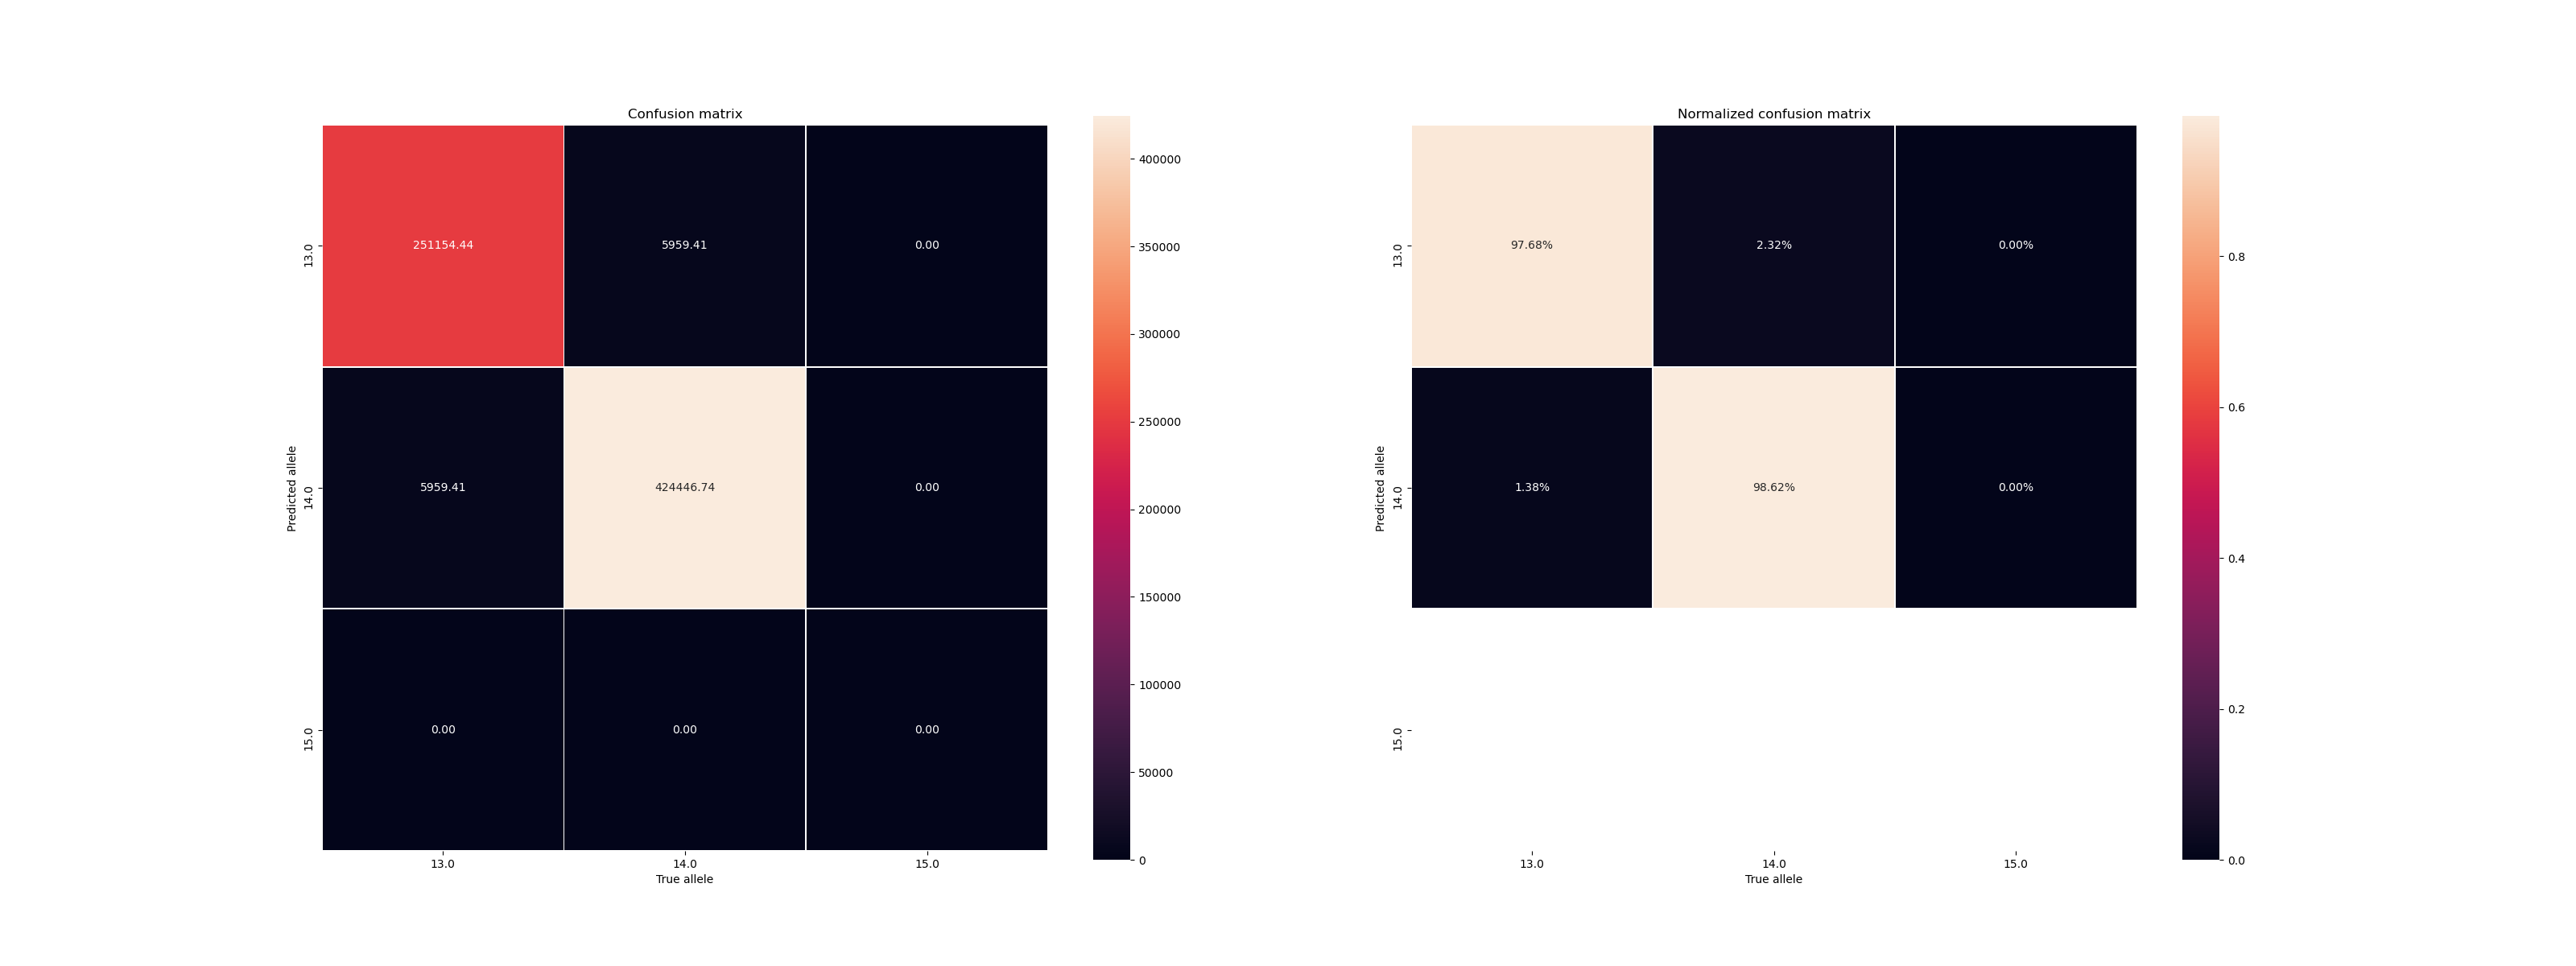 Confusion matrix
251154.44 5959.41 0.00
5959.41 424446.74 0.00
0.00 0.00 0.00
13.0
14.0
15.0
Predicted allele
13.0 14.0 15.0
True allele
400000
350000
300000
250000
200000
150000
100000
50000
0
Normalized confusion matrix
97.68% 2.32% 0.00%
1.38% 98.62% 0.00%
13.0
14.0
15.0
Predicted allele
13.0 14.0 15.0
True allele
0.8
0.6
0.4
0.2
0.0